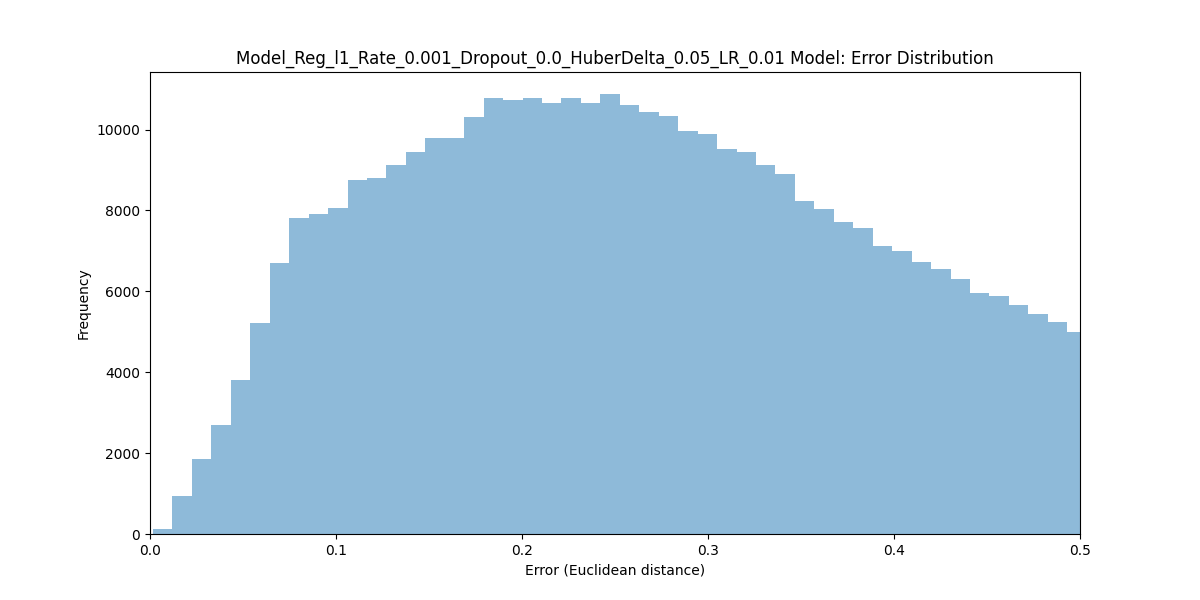 Model_Reg_l1_Rate_0.001_Dropout_0.0_HuberDelta_0.05_LR_0.01 Model: Error Distribution
Frequency
10000
8000
6000
4000
2000
0
0.0 0.1 0.2 0.3 0.4 0.5
Error (Euclidean distance)